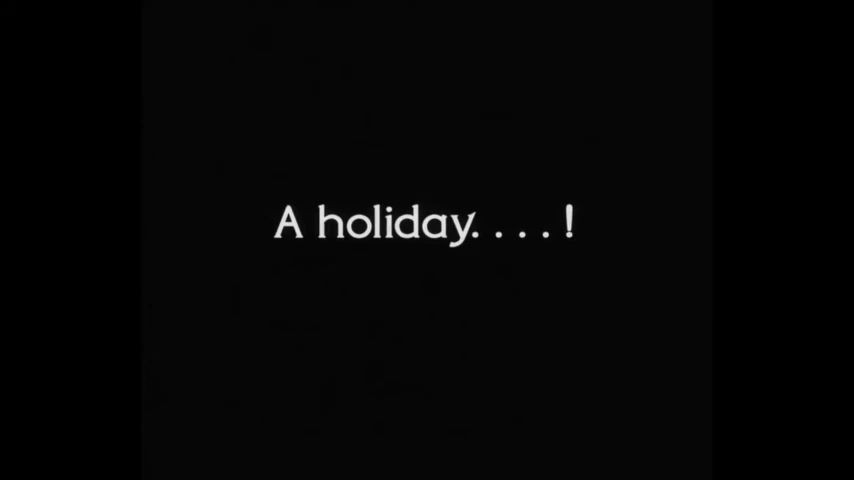 A holiday. . . . !